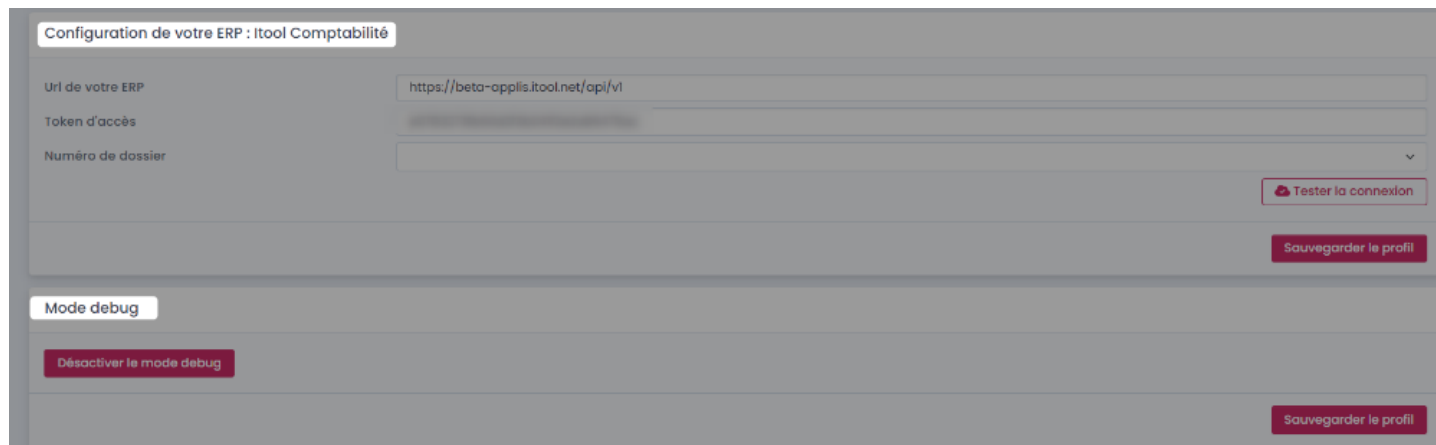 Configuration de votre ERP : Itool Comptabilité
Url de votre ERP
https://beta-applis.itool.net/api/v1
Token d'accès
Numéro de dossier
Tester la connexion
Sauvegarder le profil
Mode debug
Désactiver le mode debug
Sauvegarder le profil